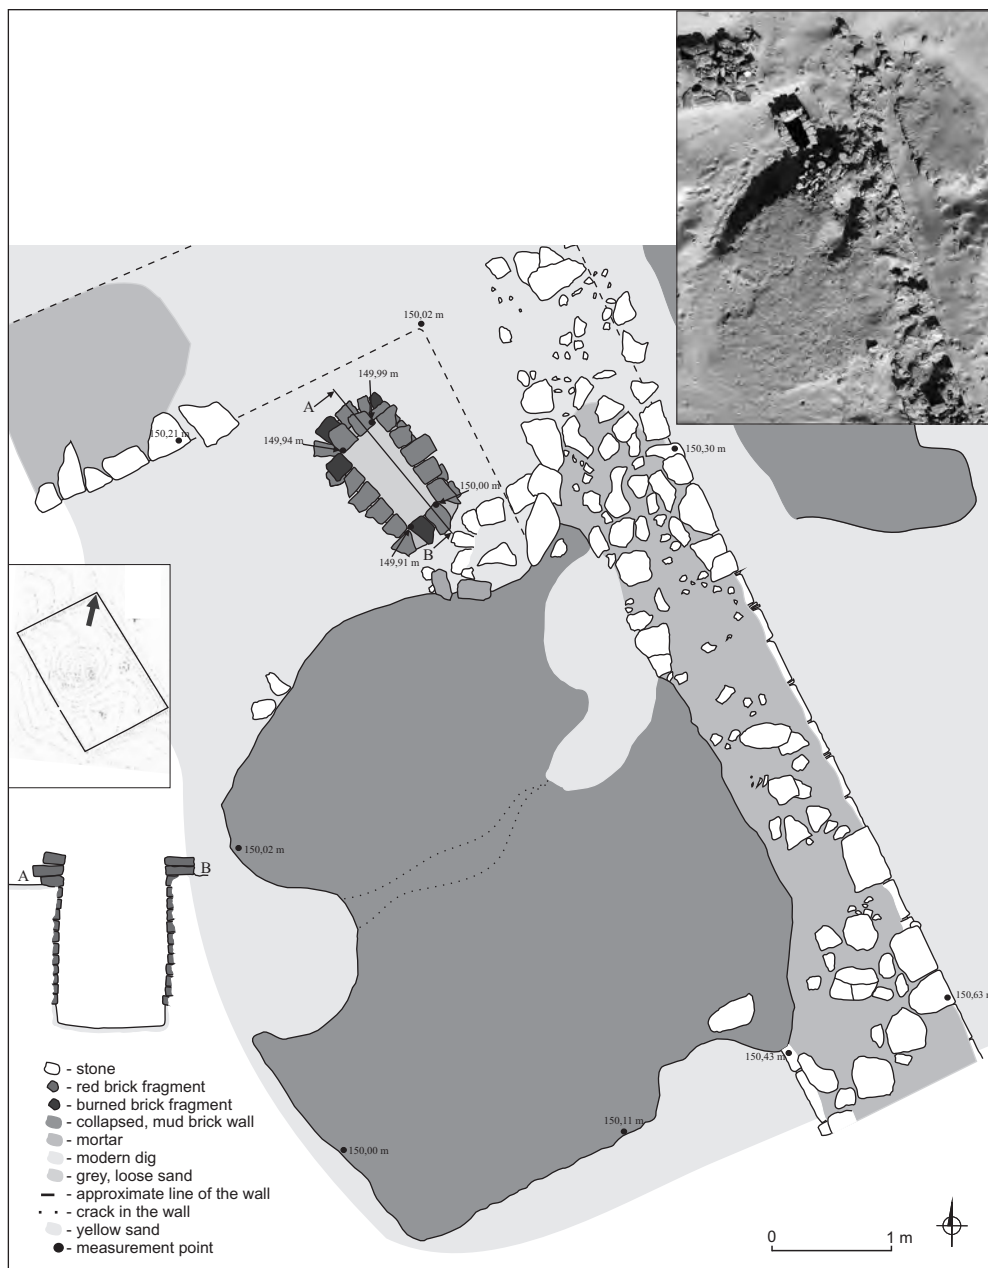 150,02 m
149,99 m
A
150,21 m
149,94 m
150,30 m
150,00 m
B
149,91 m
150,02 m
A
B
150,63 m
150,43 m
150,11 m
150,00 m
- stone
- red brick fragment
- burned brick fragment
- collapsed, mud brick wall
- mortar
- modern dig
- grey, loose sand
- approximate line of the wall
- crack in the wall
- yellow sand
- measurement point
0 1 m